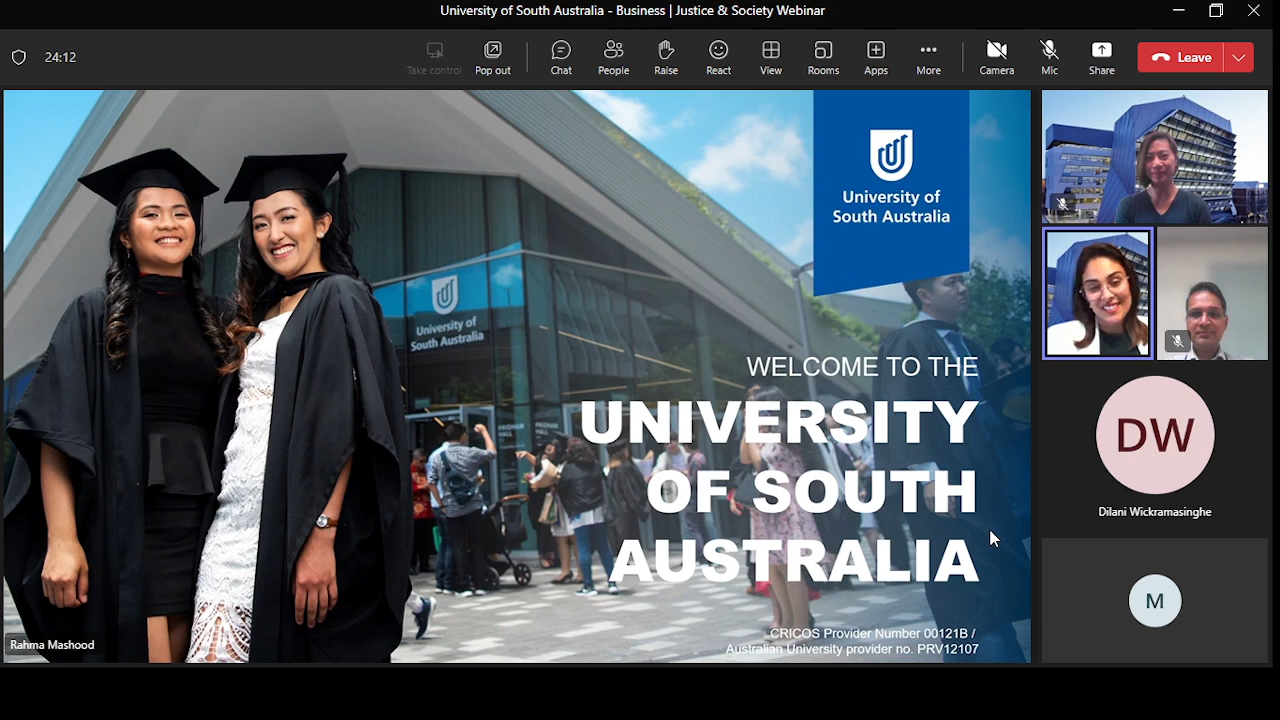 University of South Australia - Business | Justice & Society Webinar
24:12
Take control
Pop out
Chat
People
Raise
React
View
Rooms
Apps
More
Camera
Mic
Share
Leave
University of
South Australia
University of
South Australia
PRIDHAM
HALL
WELCOME TO THE
UNIVERSITY
OF SOUTH
AUSTRALIA
CRICOS Provider Number 00121B /
Australian University provider no. PRV12107
Rahma Mashood
DW
Dilani Wickramasinghe
M